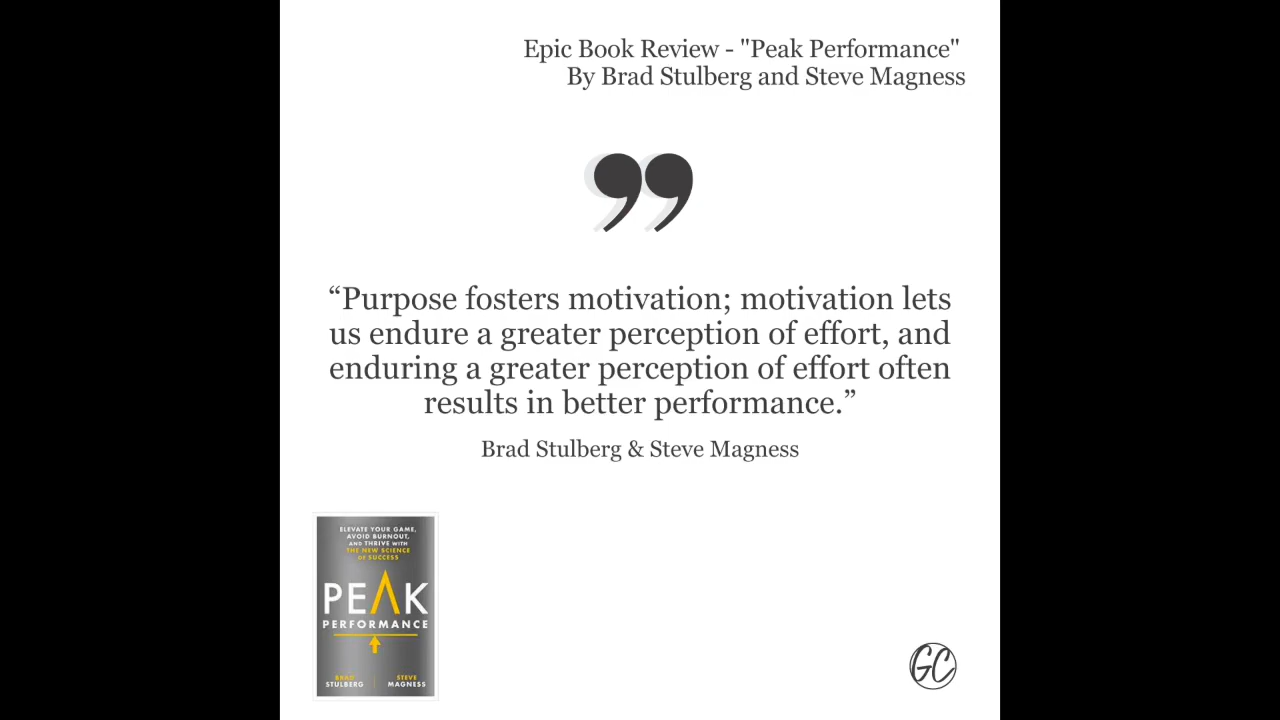 Epic Book Review - "Peak Performance"
By Brad Stulberg and Steve Magness
”
“Purpose fosters motivation; motivation lets
us endure a greater perception of effort, and
enduring a greater perception of effort often
results in better performance.”
Brad Stulberg & Steve Magness
ELEVATE YOUR GAME,
AVOID BURNOUT,
AND THRIVE WITH
THE NEW SCIENCE
OF SUCCESS
PEAK
PERFORMANCE
BRAD STULBERG
STEVE MAGNESS
GC